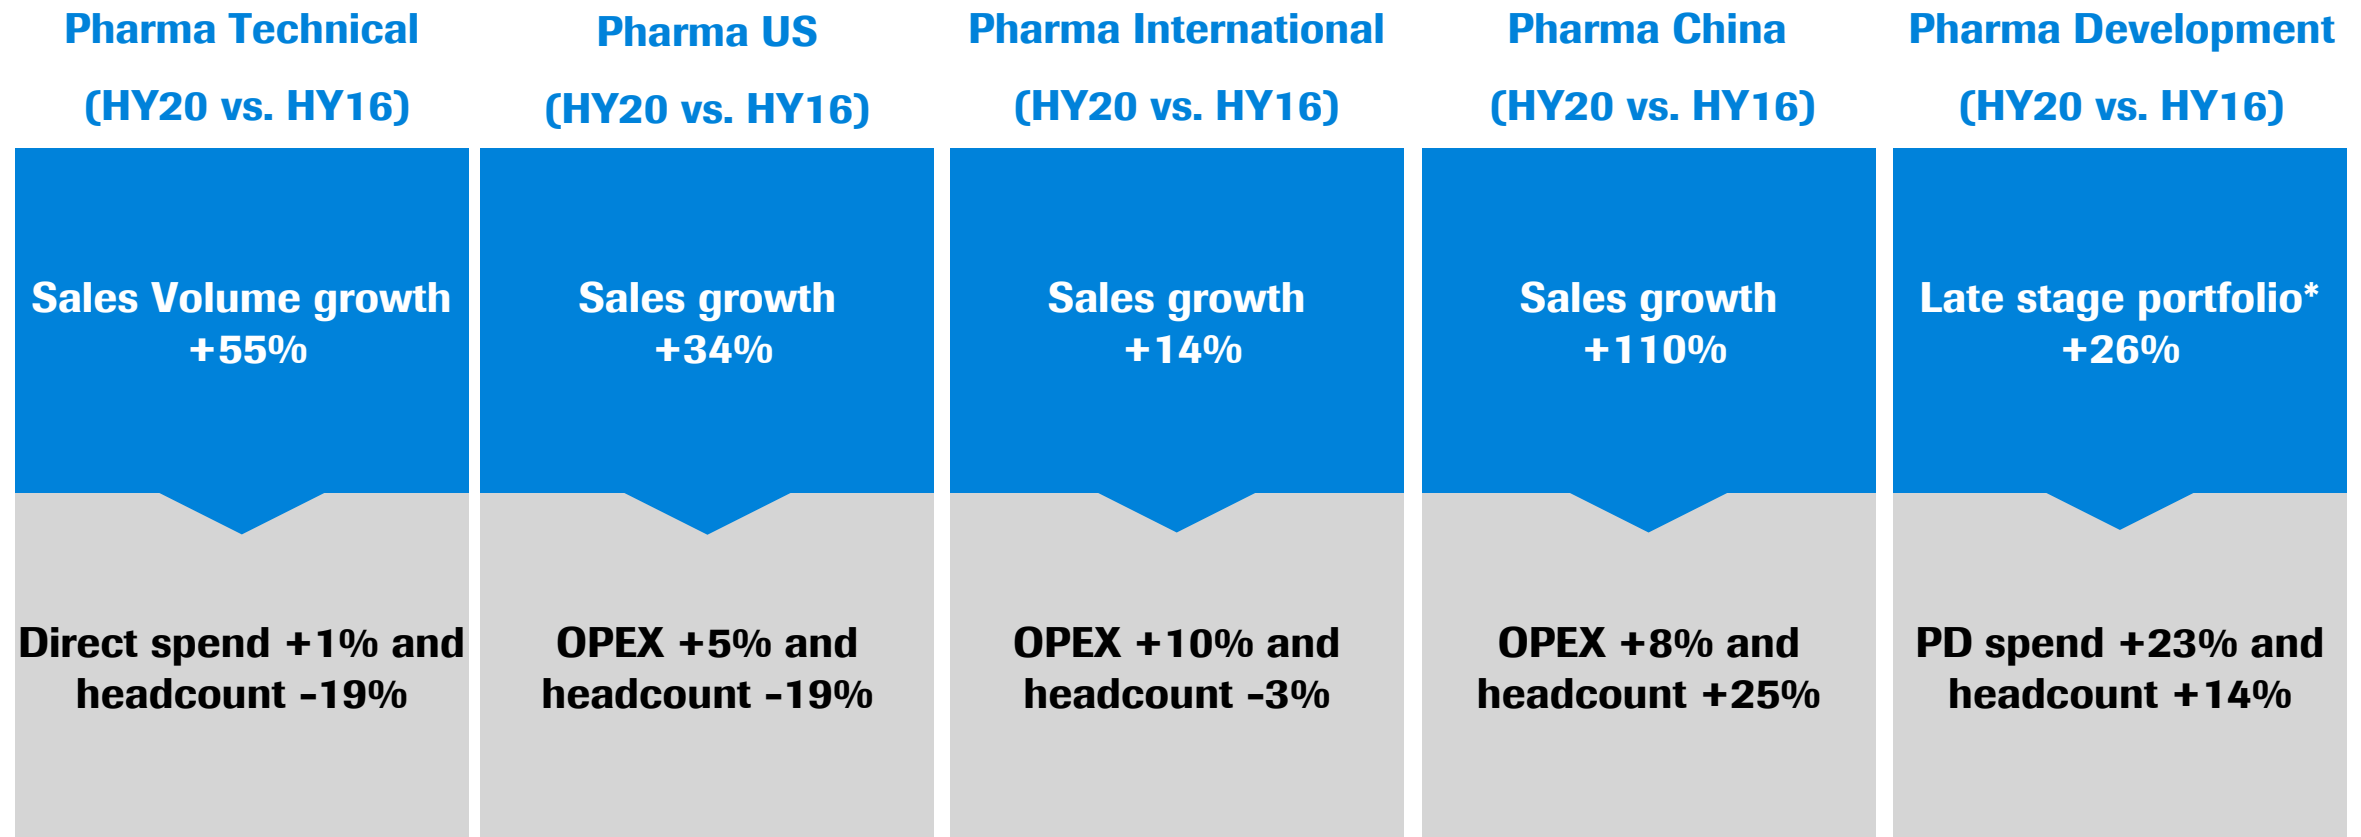 Pharma Technical
(HY20 vs. HY16)
Sales Volume growth
+55%
Direct spend +1% and
headcount -19%
Pharma US
(HY20 vs. HY16)
Sales growth
+34%
OPEX +5% and
headcount -19%
Pharma International
(HY20 vs. HY16)
Sales growth
+14%
OPEX +10% and
headcount -3%
Pharma China
(HY20 vs. HY16)
Sales growth
+110%
OPEX +8% and
headcount +25%
Pharma Development
(HY20 vs. HY16)
Late stage portfolio*
+26%
PD spend +23% and
headcount +14%